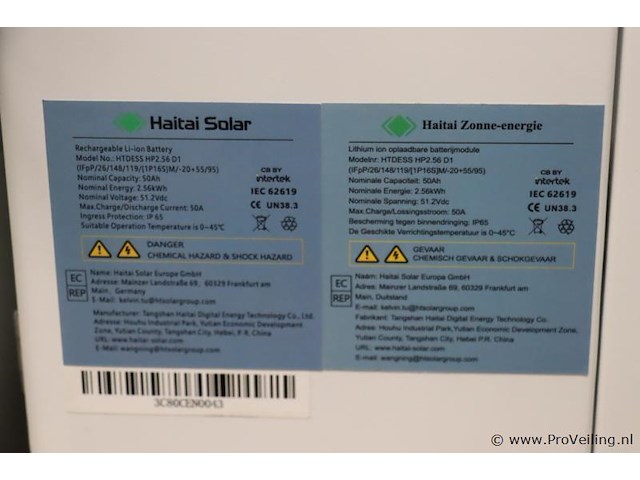 Haitai Solar
Rechargeable Li-ion Battery
Model No.: HTDESS HP2.56 D1
(IFpP/26/148/119/[1P16S]M/-20+55/95)
Nominal Capacity: 50Ah
Nominal Energy: 2.56kWh
Nominal Voltage: 51.2Vdc
Max.Charge/Discharge Current: 50A
Ingress Protection: IP 65
Suitable Operation Temperature is 0~45℃
CB BY
intertek
IEC 62619
CE UN38.3
DANGER
CHEMICAL HAZARD & SHOCK HAZARD
EC REP
Name: Haitai Solar Europe GmbH
Adresse: Mainzer Landstraße 69, 60329 Frankfurt am
Main, Germany
E-Mail: kelvin.tu@htsolargroup.com
Manufacturer: Tangshan Haitai Digital Energy Technology Co., Ltd.
Adresse: Houhu Industrial Park, Yutian Economic Development
Zone, Yutian County, Tangshan City, Hebei, P.R. China
URL: www.haitai-solar.com
E-Mail: wangning@htsolargroup.com
3C80CEN0043
Haitai Zonne-energie
Lithium ion oplaadbare batterijmodule
Modelnr: HTDESS HP2.56 D1
(IFpP/26/148/119/[1P16S]M/-20+55/95)
Nominale Capaciteit: 50Ah
Nominale Energie: 2.56kWh
Nominale Spanning: 51.2Vdc
Max.Charge/Lossingsstroom: 50A
Bescherming tegen binnendringing: IP65
De Geschikte Verrichtingstemperatuur is 0~45℃
CB BY
intertek
IEC 62619
CE UN38.3
GEVAAR
CHEMISCH GEVAAR & SCHOKGEVAAR
EC REP
Naam: Haitai Solar Europe GmbH
Adres: Mainzer Landstraße 69, 60329 Frankfurt am
Main, Duitsland
E-mail: kelvin.tu@htsolargroup.com
Fabrikant: Tangshan Haitai Digital Energy Technology Co.
Adres: Houhu Industrial Park, Yutian Economic Development Zone,
Yutian County, Tangshan City, Hebei P.R. China
URL: www.haitai-solar.com
E-mail: wangning@htsolargroup.com
© www.ProVeiling.nl